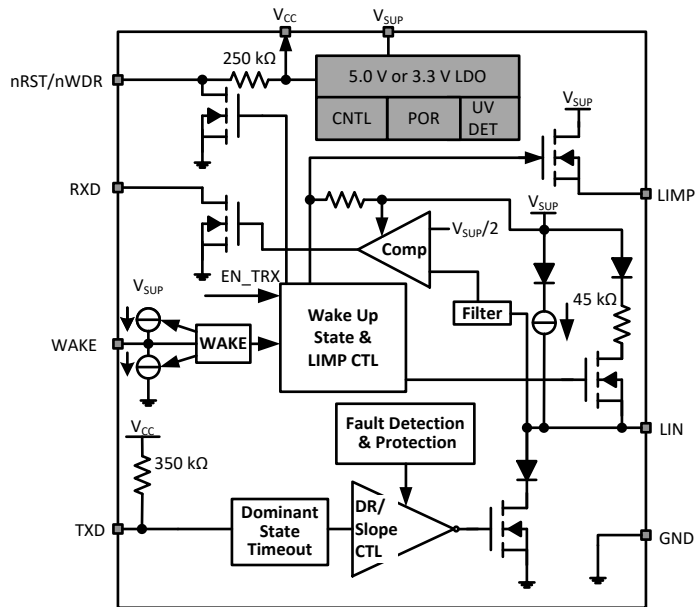 VCC
VSUP
250 kΩ
nRST/nWDR
5.0 V or 3.3 V LDO
CNTL
POR
UV
DET
VSUP
RXD
LIMP
VSUP
Comp
VSUP/2
EN_TRX
VSUP
45 kΩ
Filter
Wake Up
State &
LIMP CTL
WAKE
WAKE
VCC
Fault Detection
& Protection
LIN
350 kΩ
DR/
Slope
CTL
Dominant
State
Timeout
TXD
GND